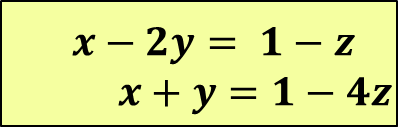 x − 2y = 1 − z
x + y = 1 − 4z